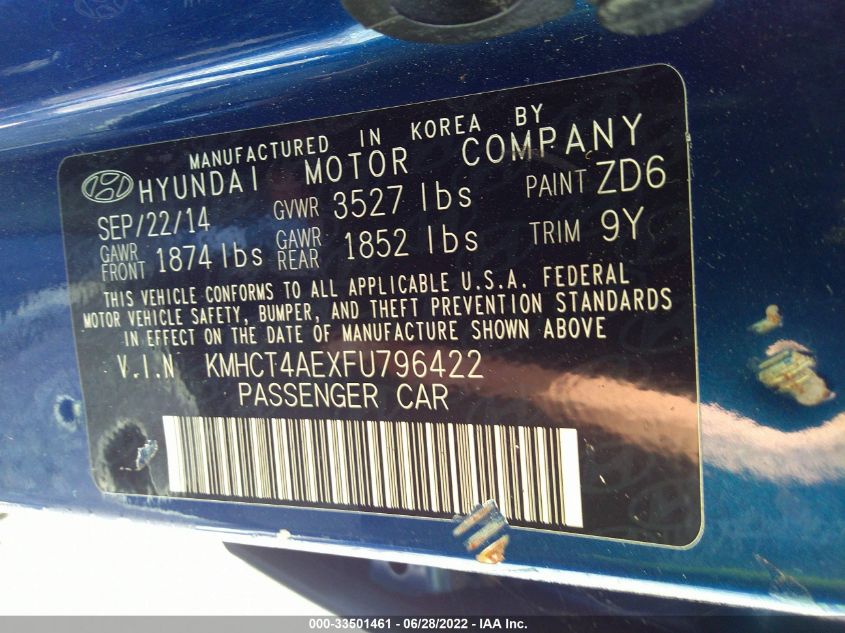 MANUFACTURED IN KOREA BY
HYUNDAI MOTOR COMPANY
SEP/22/14 GVWR 3527 lbs PAINT ZD6
GAWR FRONT 1874 lbs GAWR REAR 1852 lbs TRIM 9Y
THIS VEHICLE CONFORMS TO ALL APPLICABLE U.S.A. FEDERAL
MOTOR VEHICLE SAFETY, BUMPER, AND THEFT PREVENTION STANDARDS
IN EFFECT ON THE DATE OF MANUFACTURE SHOWN ABOVE
V.I.N KMHCT4AEXFU796422
PASSENGER CAR
000-33501461 - 06/28/2022 - IAA Inc.